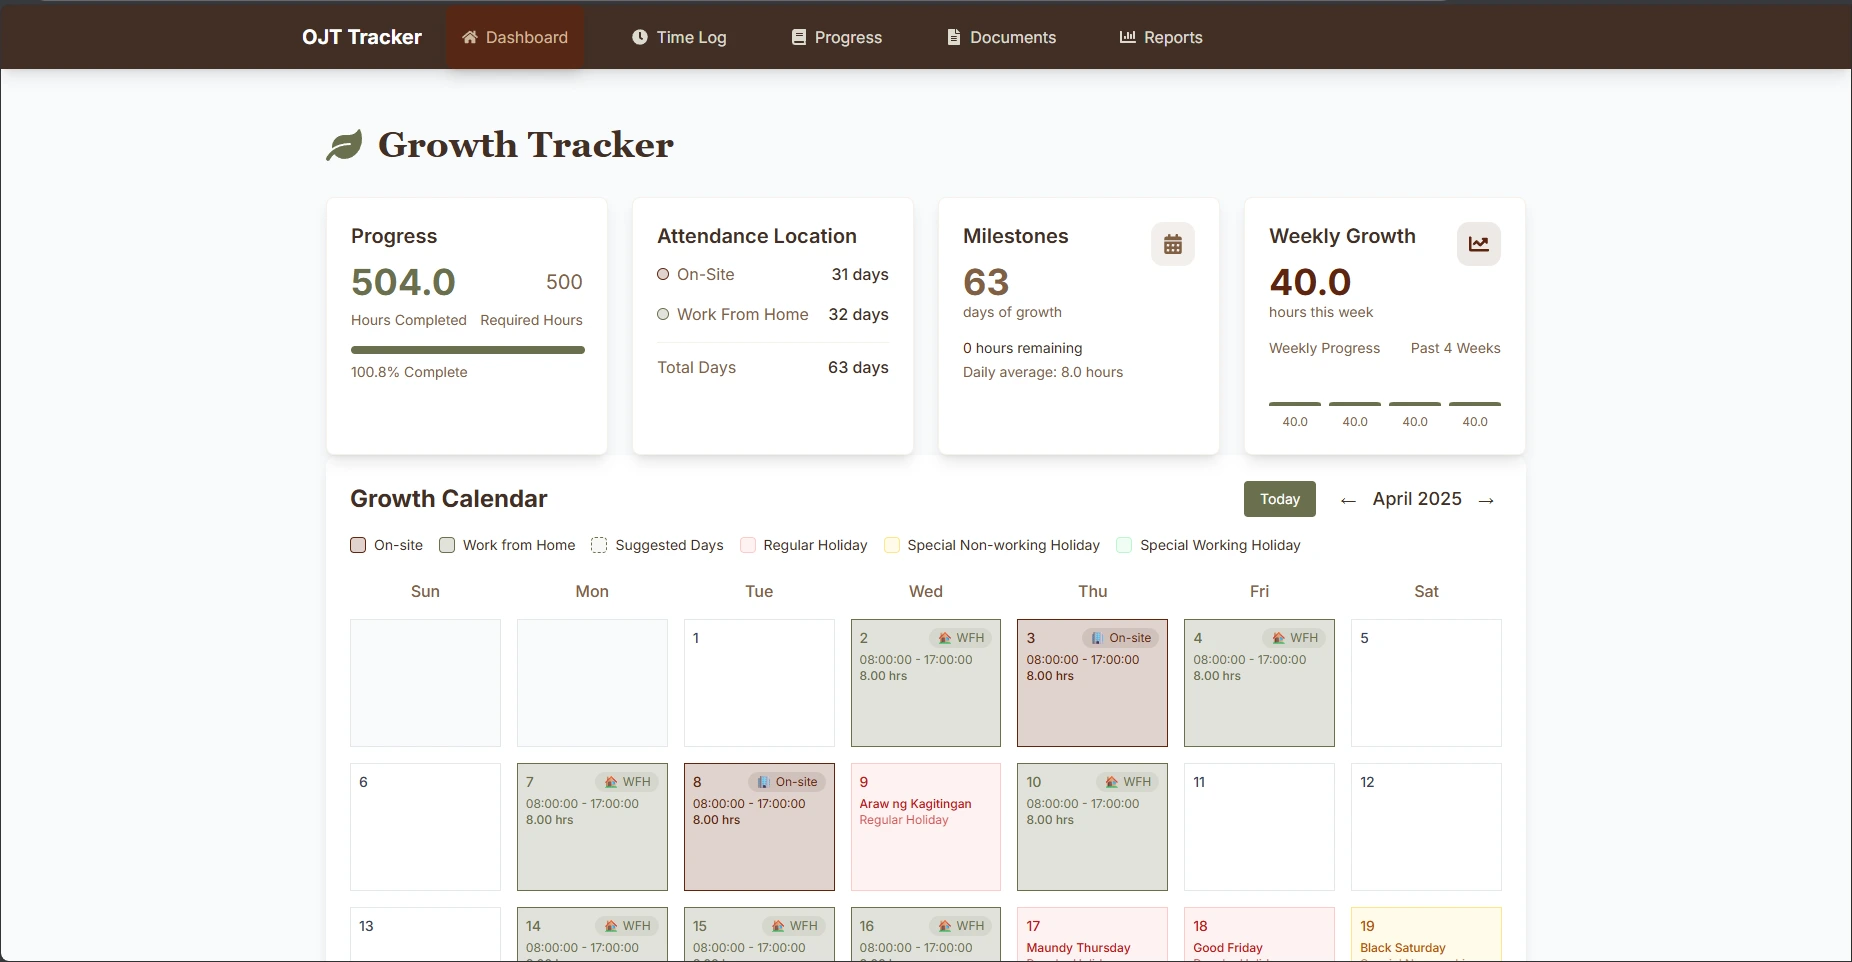 OJT Tracker
Dashboard
Time Log
Progress
Documents
Reports
Growth Tracker
Progress
504.0
500
Hours Completed
Required Hours
100.8% Complete
Attendance Location
On-Site
31 days
Work From Home
32 days
Total Days
63 days
Milestones
63
days of growth
0 hours remaining
Daily average: 8.0 hours
Weekly Growth
40.0
hours this week
Weekly Progress
Past 4 Weeks
40.0
40.0
40.0
40.0
Growth Calendar
Today
← April 2025 →
On-site
Work from Home
Suggested Days
Regular Holiday
Special Non-working Holiday
Special Working Holiday
Sun
Mon
Tue
Wed
Thu
Fri
Sat
1
2
WFH
08:00:00 - 17:00:00
8.00 hrs
3
On-site
08:00:00 - 17:00:00
8.00 hrs
4
WFH
08:00:00 - 17:00:00
8.00 hrs
5
6
7
WFH
08:00:00 - 17:00:00
8.00 hrs
8
On-site
08:00:00 - 17:00:00
8.00 hrs
9
Araw ng Kagitingan
Regular Holiday
10
WFH
08:00:00 - 17:00:00
8.00 hrs
11
12
13
14
WFH
08:00:00 - 17:00:00
15
WFH
08:00:00 - 17:00:00
16
WFH
08:00:00 - 17:00:00
17
Maundy Thursday
18
Good Friday
19
Black Saturday